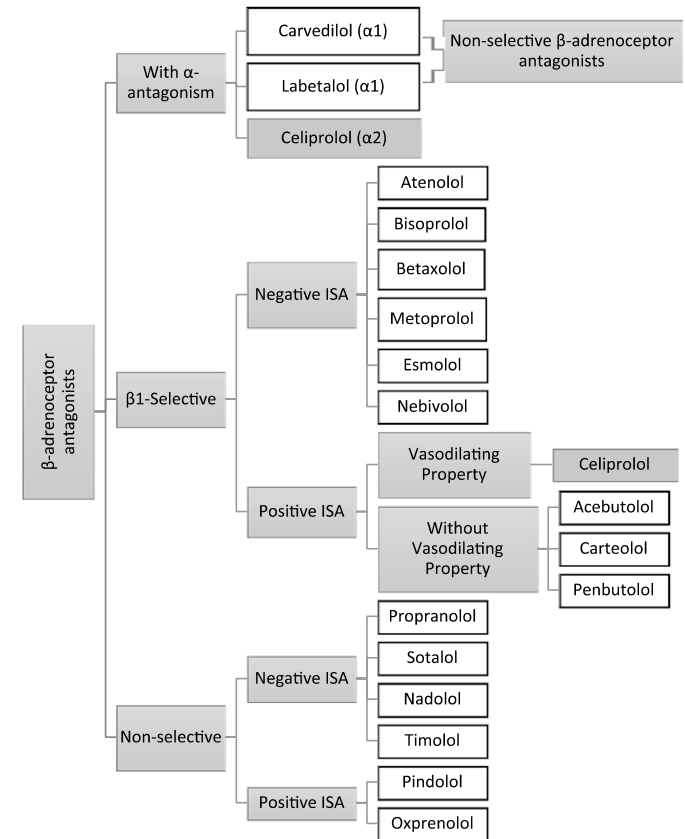 β-adrenoceptor
antagonists
With α-
antagonism
Carvedilol (α1)
Labetalol (α1)
Non-selective β-adrenoceptor
antagonists
Celiprolol (α2)
β1-Selective
Negative ISA
Atenolol
Bisoprolol
Betaxolol
Metoprolol
Esmolol
Nebivolol
Positive ISA
Vasodilating
Property
Celiprolol
Without
Vasodilating
Property
Acebutolol
Carteolol
Penbutolol
Non-selective
Negative ISA
Propranolol
Sotalol
Nadolol
Timolol
Positive ISA
Pindolol
Oxprenolol